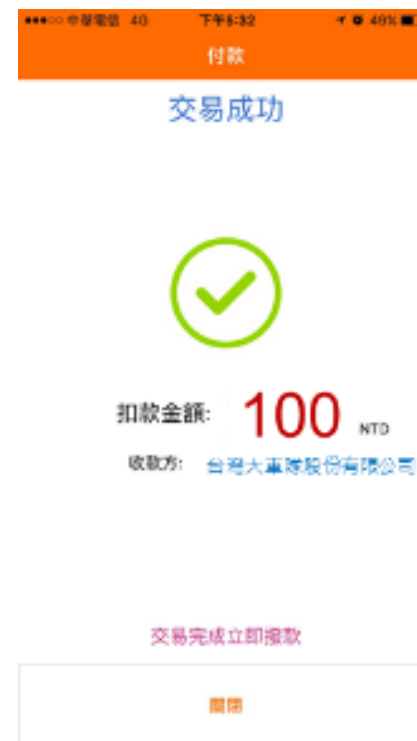 中華電信 4G 下午5:32 49%
付款
交易成功
扣款金額: 100 NTD
收款方: 台灣大車隊股份有限公司
交易完成立即撥款
關閉